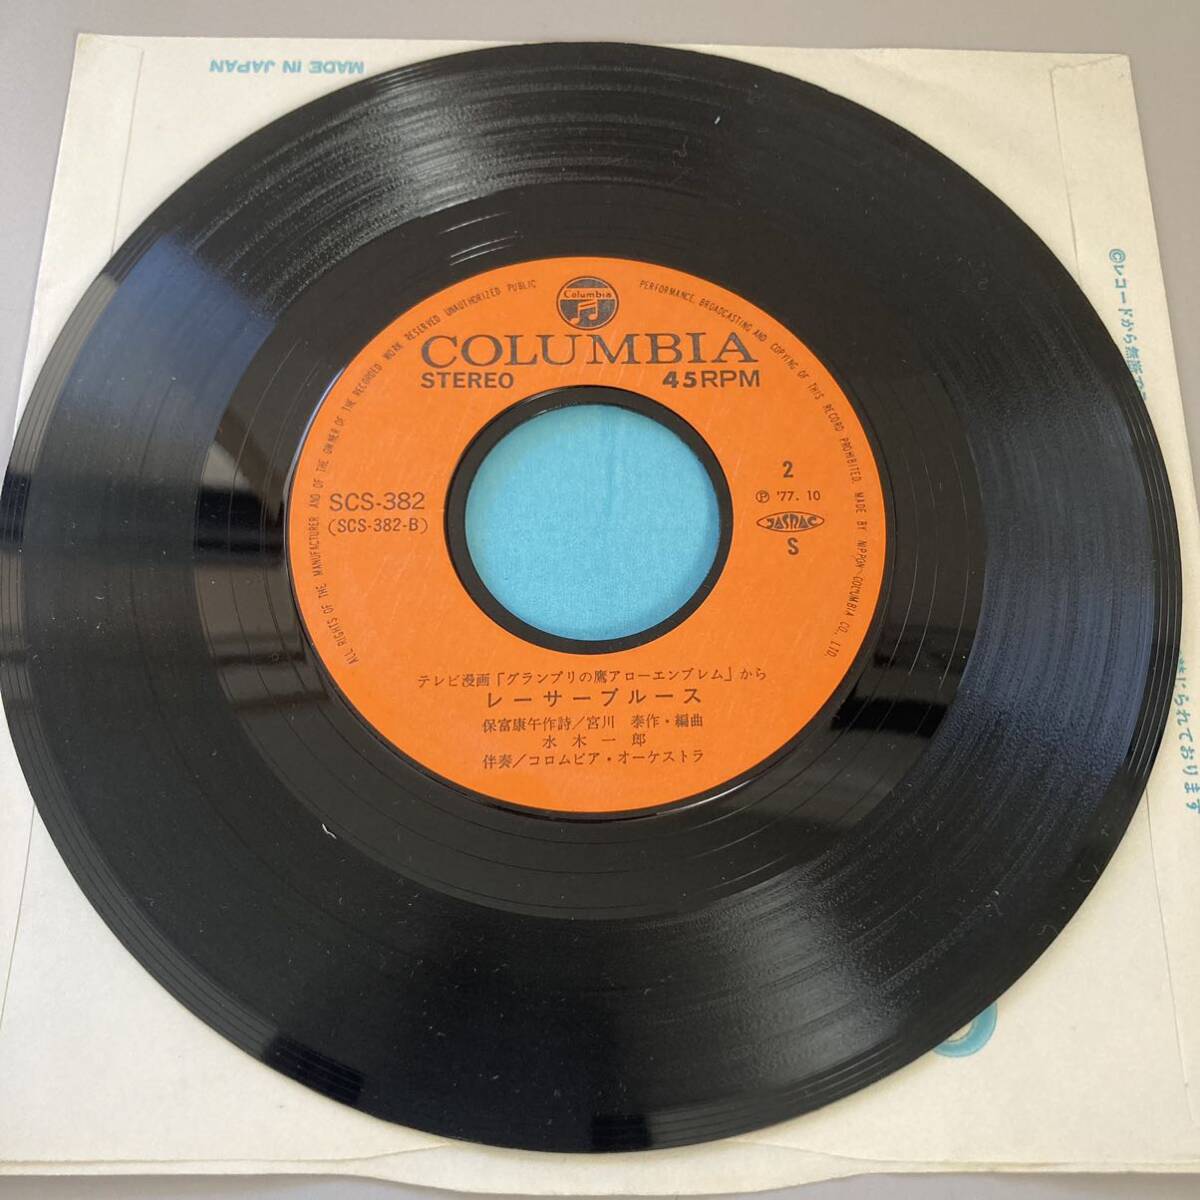 MADE IN JAPAN
ALL RIGHTS OF THE MANUFACTURER AND OF THE OWNER OF THE RECORDED WORK RESERVED UNAUTHORIZED PUBLIC PERFORMANCE, BROADCASTING AND COPYING OF THIS RECORD PROHIBITED. MADE BY NIPPON-COLUMBIA CO., LTD.
Columbia
COLUMBIA
STEREO 45RPM
SCS-382
(SCS-382-B)
2
Ⓟ '77. 10
JASRAC
S
テレビ漫画「グランプリの鷹アローエンブレム」から
レーサーブルース
保富康午作詩/宮川 泰作・編曲
水木一郎
伴奏/コロムビア・オーケストラ
©レコードから無断で
禁じられております